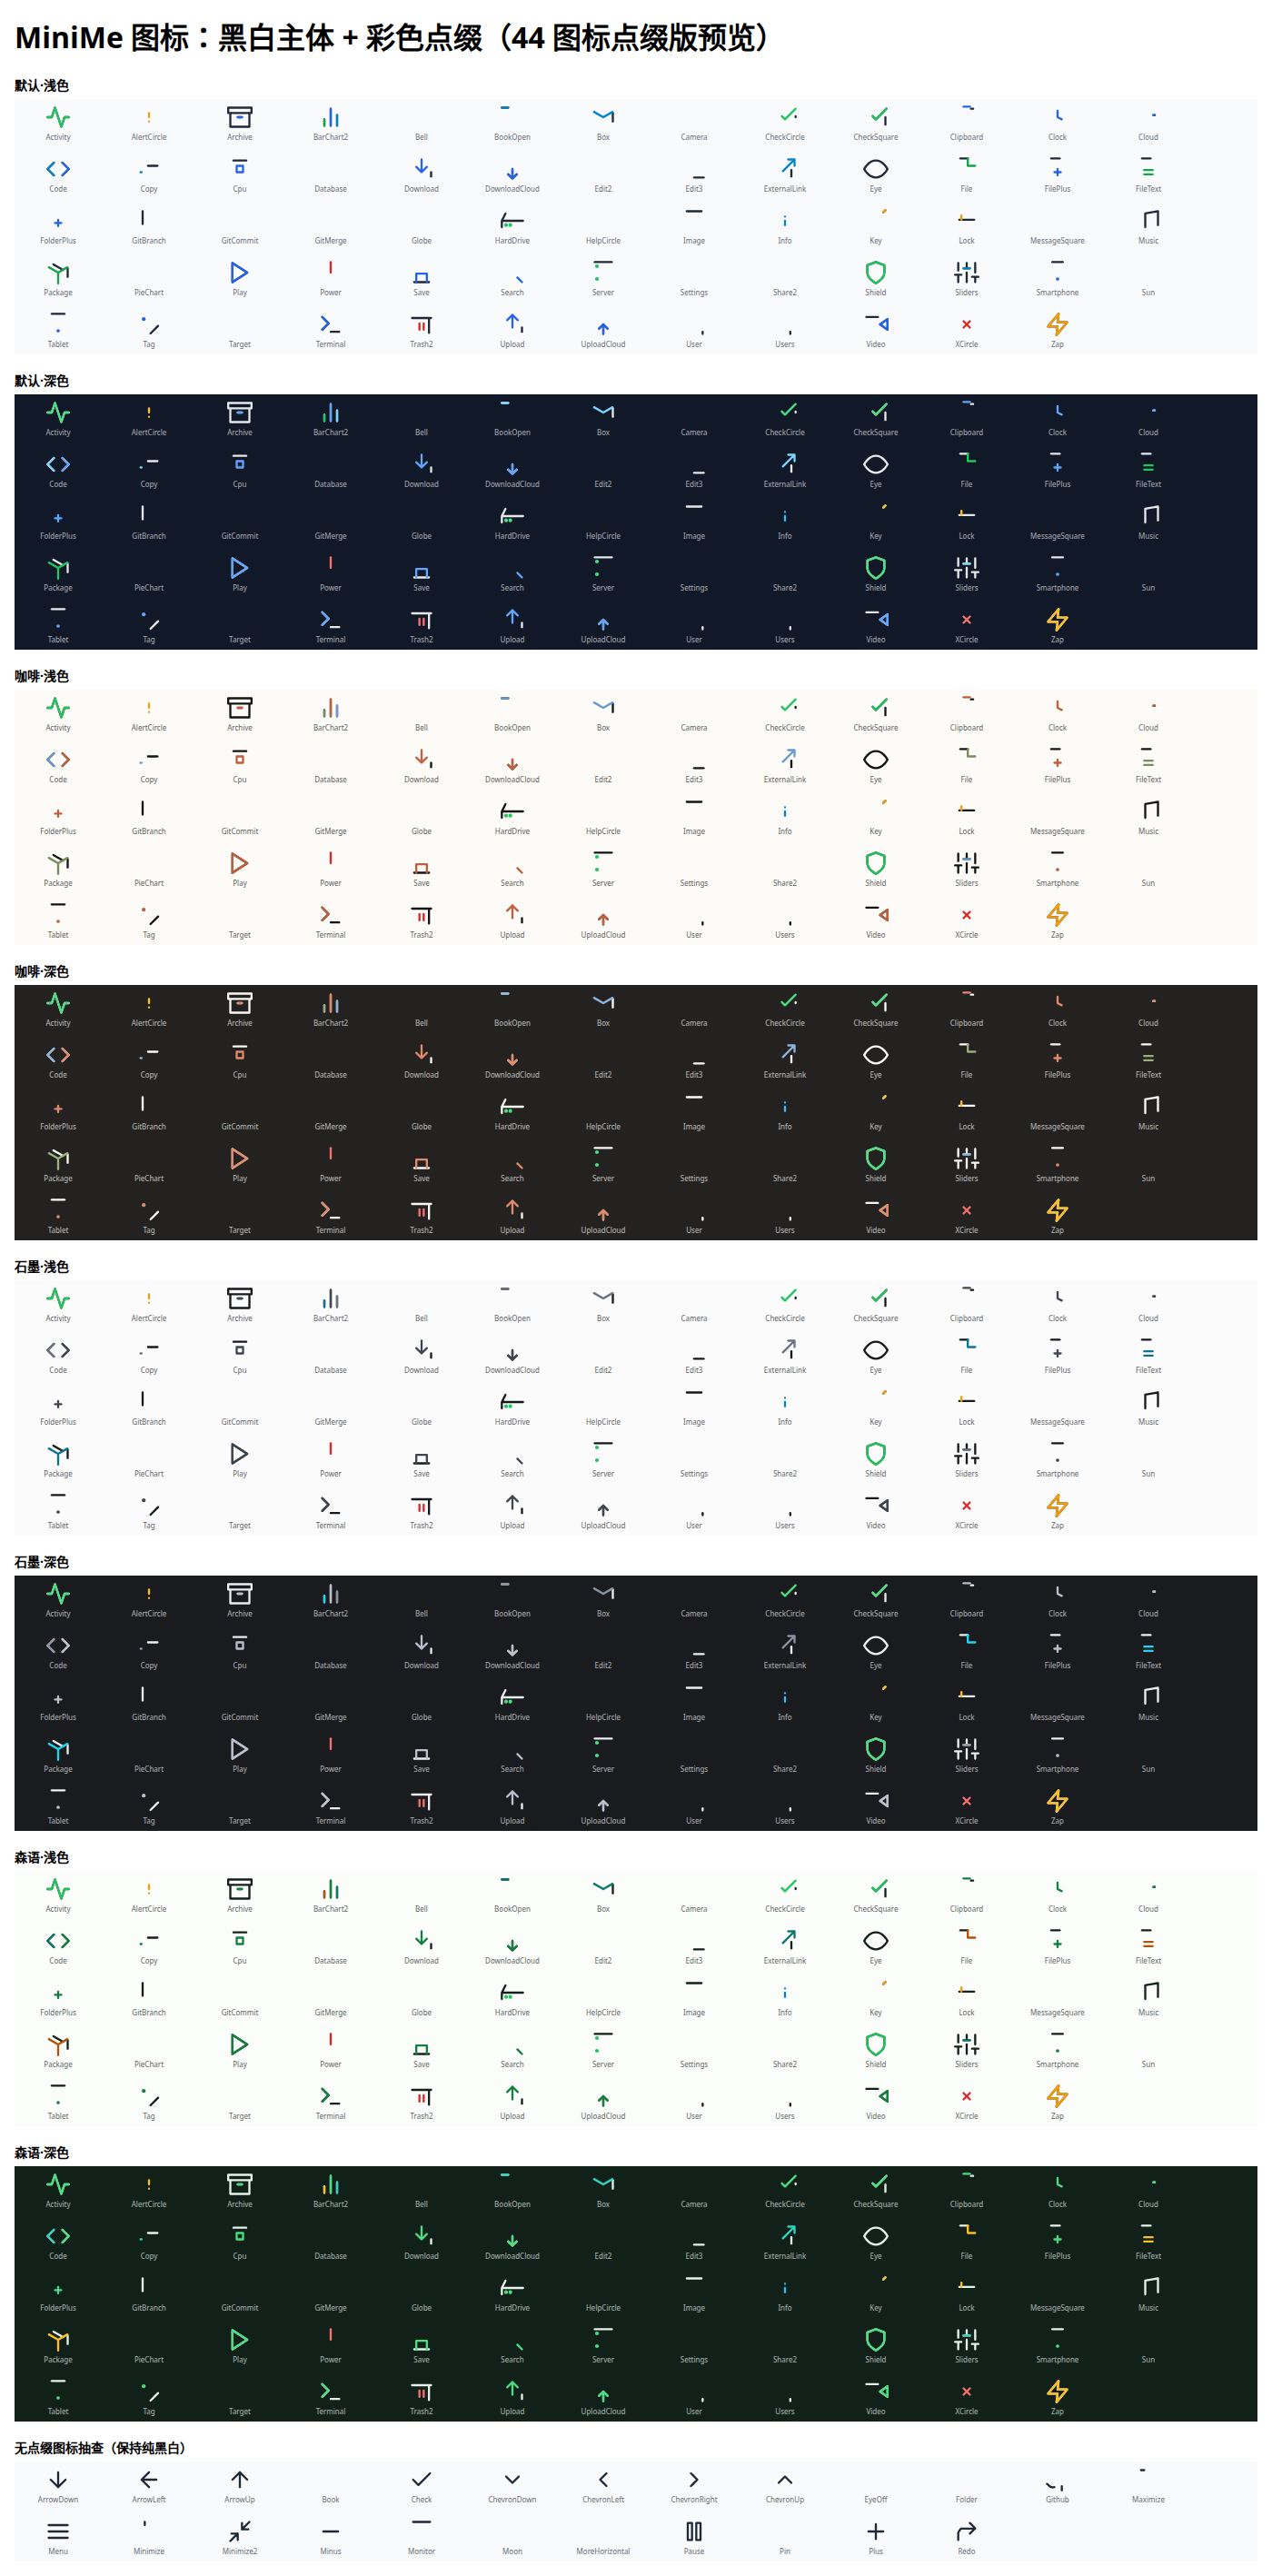 MiniMe 图标：黑白主体 + 彩色点缀（44 图标点缀版预览）
默认·浅色
Activity AlertCircle Archive BarChart2 Bell BookOpen Box Camera CheckCircle CheckSquare Clipboard Clock Cloud
Code Copy Cpu Database Download DownloadCloud Edit2 Edit3 ExternalLink Eye File FilePlus FileText
FolderPlus GitBranch GitCommit GitMerge Globe HardDrive HelpCircle Image Info Key Lock MessageSquare Music
Package PieChart Play Power Save Search Server Settings Share2 Shield Sliders Smartphone Sun
Tablet Tag Target Terminal Trash2 Upload UploadCloud User Users Video XCircle Zap
默认·深色
Activity AlertCircle Archive BarChart2 Bell BookOpen Box Camera CheckCircle CheckSquare Clipboard Clock Cloud
Code Copy Cpu Database Download DownloadCloud Edit2 Edit3 ExternalLink Eye File FilePlus FileText
FolderPlus GitBranch GitCommit GitMerge Globe HardDrive HelpCircle Image Info Key Lock MessageSquare Music
Package PieChart Play Power Save Search Server Settings Share2 Shield Sliders Smartphone Sun
Tablet Tag Target Terminal Trash2 Upload UploadCloud User Users Video XCircle Zap
咖啡·浅色
Activity AlertCircle Archive BarChart2 Bell BookOpen Box Camera CheckCircle CheckSquare Clipboard Clock Cloud
Code Copy Cpu Database Download DownloadCloud Edit2 Edit3 ExternalLink Eye File FilePlus FileText
FolderPlus GitBranch GitCommit GitMerge Globe HardDrive HelpCircle Image Info Key Lock MessageSquare Music
Package PieChart Play Power Save Search Server Settings Share2 Shield Sliders Smartphone Sun
Tablet Tag Target Terminal Trash2 Upload UploadCloud User Users Video XCircle Zap
咖啡·深色
Activity AlertCircle Archive BarChart2 Bell BookOpen Box Camera CheckCircle CheckSquare Clipboard Clock Cloud
Code Copy Cpu Database Download DownloadCloud Edit2 Edit3 ExternalLink Eye File FilePlus FileText
FolderPlus GitBranch GitCommit GitMerge Globe HardDrive HelpCircle Image Info Key Lock MessageSquare Music
Package PieChart Play Power Save Search Server Settings Share2 Shield Sliders Smartphone Sun
Tablet Tag Target Terminal Trash2 Upload UploadCloud User Users Video XCircle Zap
石墨·浅色
Activity AlertCircle Archive BarChart2 Bell BookOpen Box Camera CheckCircle CheckSquare Clipboard Clock Cloud
Code Copy Cpu Database Download DownloadCloud Edit2 Edit3 ExternalLink Eye File FilePlus FileText
FolderPlus GitBranch GitCommit GitMerge Globe HardDrive HelpCircle Image Info Key Lock MessageSquare Music
Package PieChart Play Power Save Search Server Settings Share2 Shield Sliders Smartphone Sun
Tablet Tag Target Terminal Trash2 Upload UploadCloud User Users Video XCircle Zap
石墨·深色
Activity AlertCircle Archive BarChart2 Bell BookOpen Box Camera CheckCircle CheckSquare Clipboard Clock Cloud
Code Copy Cpu Database Download DownloadCloud Edit2 Edit3 ExternalLink Eye File FilePlus FileText
FolderPlus GitBranch GitCommit GitMerge Globe HardDrive HelpCircle Image Info Key Lock MessageSquare Music
Package PieChart Play Power Save Search Server Settings Share2 Shield Sliders Smartphone Sun
Tablet Tag Target Terminal Trash2 Upload UploadCloud User Users Video XCircle Zap
森语·浅色
Activity AlertCircle Archive BarChart2 Bell BookOpen Box Camera CheckCircle CheckSquare Clipboard Clock Cloud
Code Copy Cpu Database Download DownloadCloud Edit2 Edit3 ExternalLink Eye File FilePlus FileText
FolderPlus GitBranch GitCommit GitMerge Globe HardDrive HelpCircle Image Info Key Lock MessageSquare Music
Package PieChart Play Power Save Search Server Settings Share2 Shield Sliders Smartphone Sun
Tablet Tag Target Terminal Trash2 Upload UploadCloud User Users Video XCircle Zap
森语·深色
Activity AlertCircle Archive BarChart2 Bell BookOpen Box Camera CheckCircle CheckSquare Clipboard Clock Cloud
Code Copy Cpu Database Download DownloadCloud Edit2 Edit3 ExternalLink Eye File FilePlus FileText
FolderPlus GitBranch GitCommit GitMerge Globe HardDrive HelpCircle Image Info Key Lock MessageSquare Music
Package PieChart Play Power Save Search Server Settings Share2 Shield Sliders Smartphone Sun
Tablet Tag Target Terminal Trash2 Upload UploadCloud User Users Video XCircle Zap
无点缀图标抽查（保持纯黑白）
ArrowDown ArrowLeft ArrowUp Book Check ChevronDown ChevronLeft ChevronRight ChevronUp EyeOff Folder Github Maximize
Menu Minimize Minimize2 Minus Monitor Moon MoreHorizontal Pause Pin Plus Redo